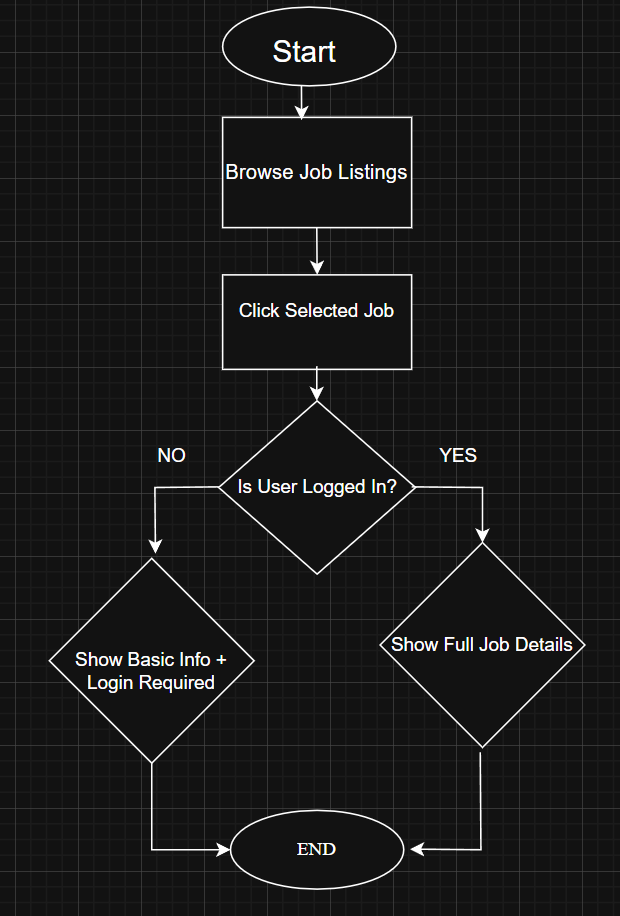 Start
Browse Job Listings
Click Selected Job
NO
YES
Is User Logged In?
Show Full Job Details
Show Basic Info +
Login Required
END